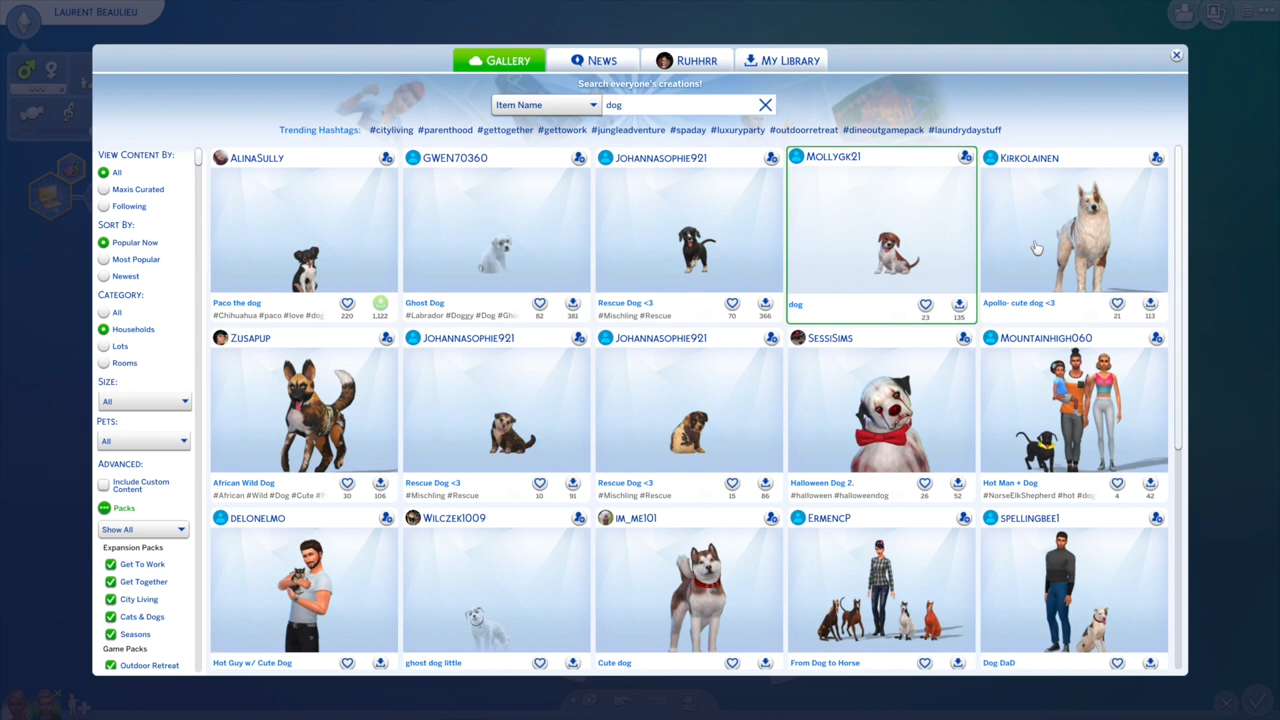 LAURENT BEAULIEU
GALLERY
NEWS
RUHHRR
MY LIBRARY
Search everyone's creations!
Item Name
dog
Trending Hashtags: #cityliving #parenthood #gettogether #gettowork #jungleadventure #spaday #luxuryparty #outdoorretreat #dineoutgamepack #laundrydaystuff
VIEW CONTENT BY:
All
Maxis Curated
Following
SORT BY:
Popular Now
Most Popular
Newest
CATEGORY:
All
Households
Lots
Rooms
SIZE:
All
PETS:
All
ADVANCED:
Include Custom
Content
Packs
Show All
Expansion Packs
Get To Work
Get Together
City Living
Cats & Dogs
Seasons
Game Packs
Outdoor Retreat
ALINASULLY
Paco the dog
#Chihuahua #paco #love #dog
220
1,122
GWEN70360
Ghost Dog
#Labrador #Doggy #Dog #Gho
82
381
JOHANNASOPHIE921
Rescue Dog <3
#Mischling #Rescue
70
366
MOLLYGK21
dog
23
135
KIRKOLAINEN
Apollo- cute dog <3
21
113
ZUSAPUP
African Wild Dog
#African #Wild #Dog #Cute #F
30
106
JOHANNASOPHIE921
Rescue Dog <3
#Mischling #Rescue
10
91
JOHANNASOPHIE921
Rescue Dog <3
#Mischling #Rescue
15
86
SESSISIMS
Halloween Dog 2.
#halloween #halloweendog
26
52
MOUNTAINHIGH060
Hot Man + Dog
#NorseElkShepherd #hot #dog
4
42
DELONELMO
Hot Guy w/ Cute Dog
WILCZEK1009
ghost dog little
IM_ME101
Cute dog
ERMENCP
From Dog to Horse
SPELLINGBEE1
Dog DaD